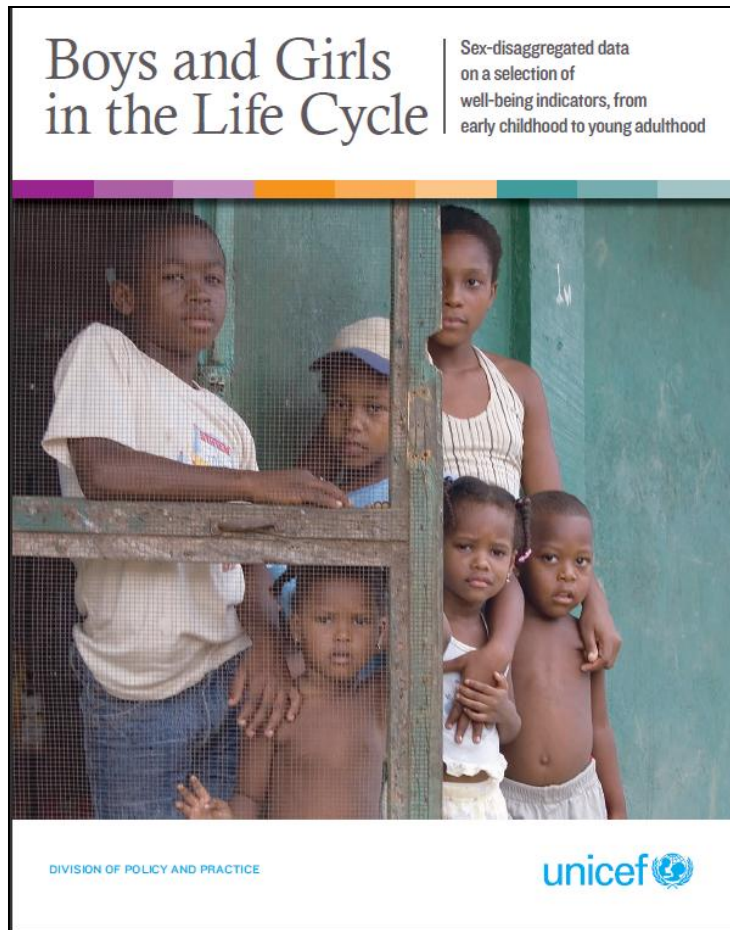 Boys and Girls
in the Life Cycle
Sex-disaggregated data
on a selection of
well-being indicators, from
early childhood to young adulthood
DIVISION OF POLICY AND PRACTICE
unicef